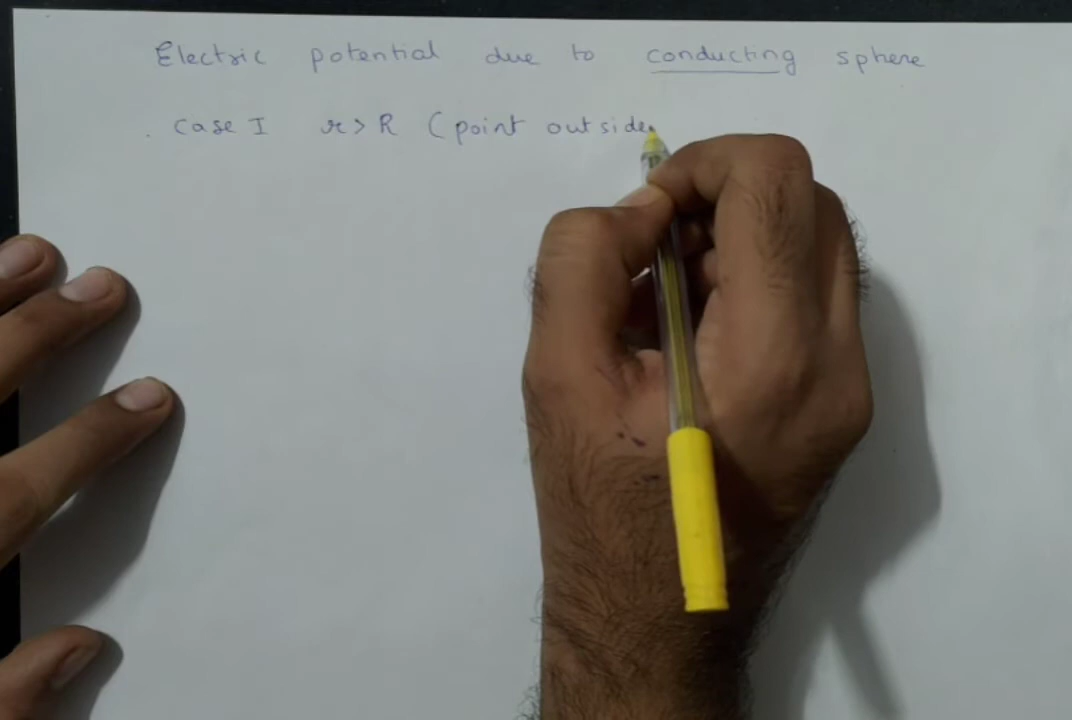 Electric potential due to conducting sphere
. Case I r > R (point outside